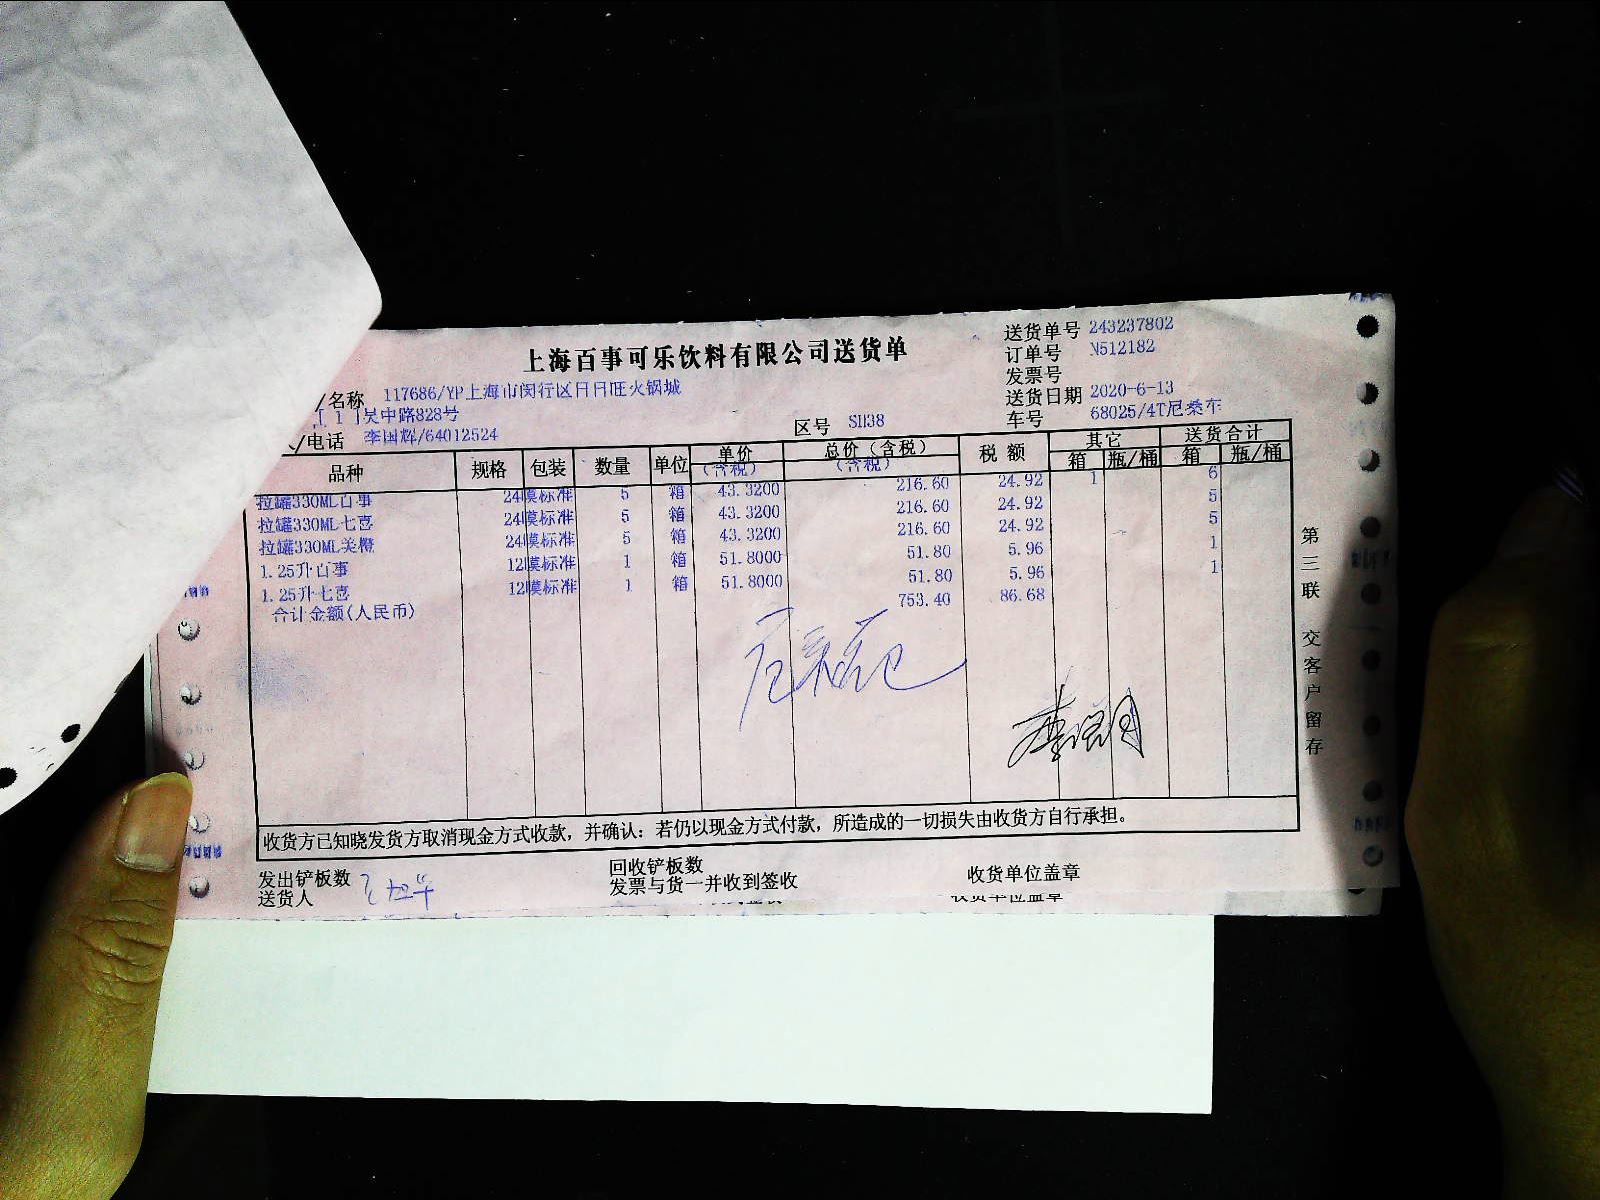 上海百事可乐饮料有限公司送货单
送货单号 243237802
订单号 N512182
发票号
送货日期 2020-6-13
车号 68025/4T尼桑车
/名称 117686/YP上海市闵行区日日旺火锅城
吴中路828号
/电话 李国辉/64012524
区号 SH38
品种 规格 包装 数量 单位 单价(含税) 总价(含税) 税额 其它 送货合计
(含税) 箱 瓶/桶 箱 瓶/桶
拉罐330ML百事 24 膜标准 5 箱 43.3200 216.60 24.92 1 6
拉罐330ML七喜 24 膜标准 5 箱 43.3200 216.60 24.92 5
拉罐330ML美橙 24 膜标准 5 箱 43.3200 216.60 24.92 5
1.25升百事 12 膜标准 1 箱 51.8000 51.80 5.96 1
1.25升七喜 12 膜标准 1 箱 51.8000 51.80 5.96 1
合计金额(人民币) 753.40 86.68
第三联 交客户留存
收货方已知晓发货方取消现金方式收款，并确认：若仍以现金方式付款，所造成的一切损失由收货方自行承担。
发出铲板数 回收铲板数 收货单位盖章
送货人 发票与货一并收到签收
收货单位盖章